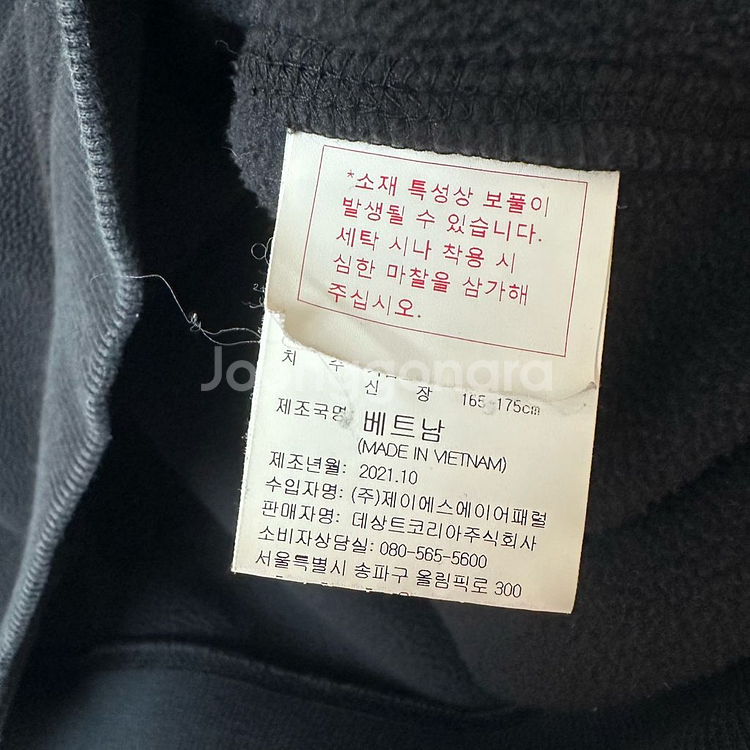 *소재 특성상 보풀이
발생될 수 있습니다.
세탁 시나 착용 시
심한 마찰을 삼가해
주십시오.
Joonggonara
치 수
신 장 165-175cm
제조국명 베트남
(MADE IN VIETNAM)
제조년월: 2021.10
수입자명: (주)제이에스에이어패럴
판매자명: 데상트코리아주식회사
소비자상담실: 080-565-5600
서울특별시 송파구 올림픽로 300